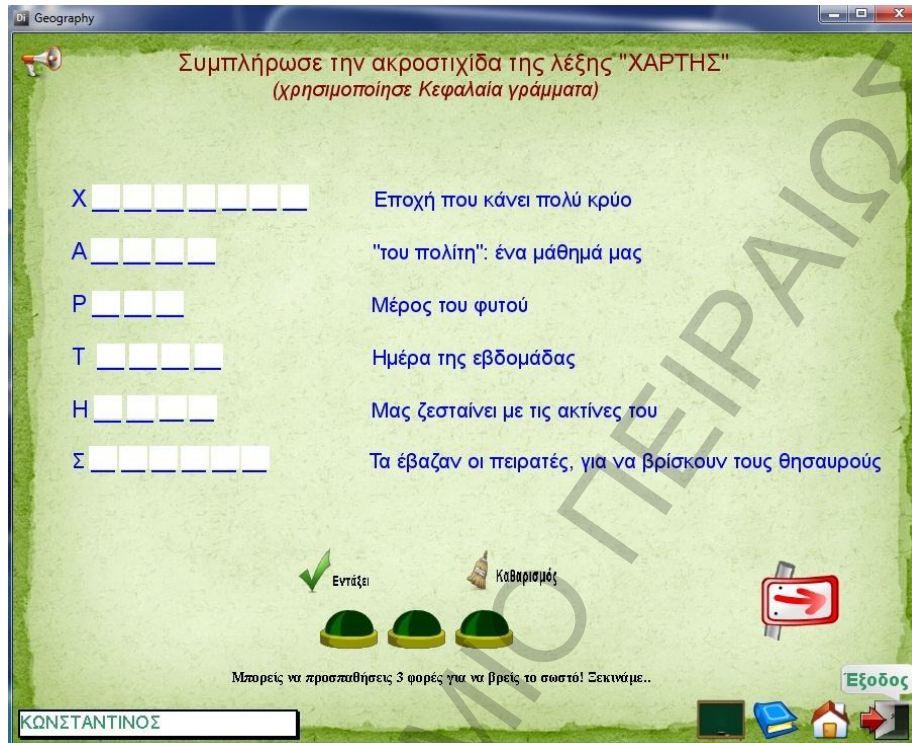 Geography
Συμπλήρωσε την ακροστιχίδα της λέξης "ΧΑΡΤΗΣ"
(χρησιμοποίησε Κεφαλαία γράμματα)
Χ _ _ _ _ _ _ _ Εποχή που κάνει πολύ κρύο
Α _ _ _ _ "του πολίτη": ένα μάθημά μας
Ρ _ _ _ Μέρος του φυτού
Τ _ _ _ _ Ημέρα της εβδομάδας
Η _ _ _ _ Μας ζεσταίνει με τις ακτίνες του
Σ _ _ _ _ _ _ Τα έβαζαν οι πειρατές, για να βρίσκουν τους θησαυρούς
Εντάξει Καθαρισμός
Μπορείς να προσπαθήσεις 3 φορές για να βρείς το σωστό! Ξεκινάμε..
Έξοδος
ΚΩΝΣΤΑΝΤΙΝΟΣ
ΜΙΟ ΠΕΙΡΑΙΩΣ